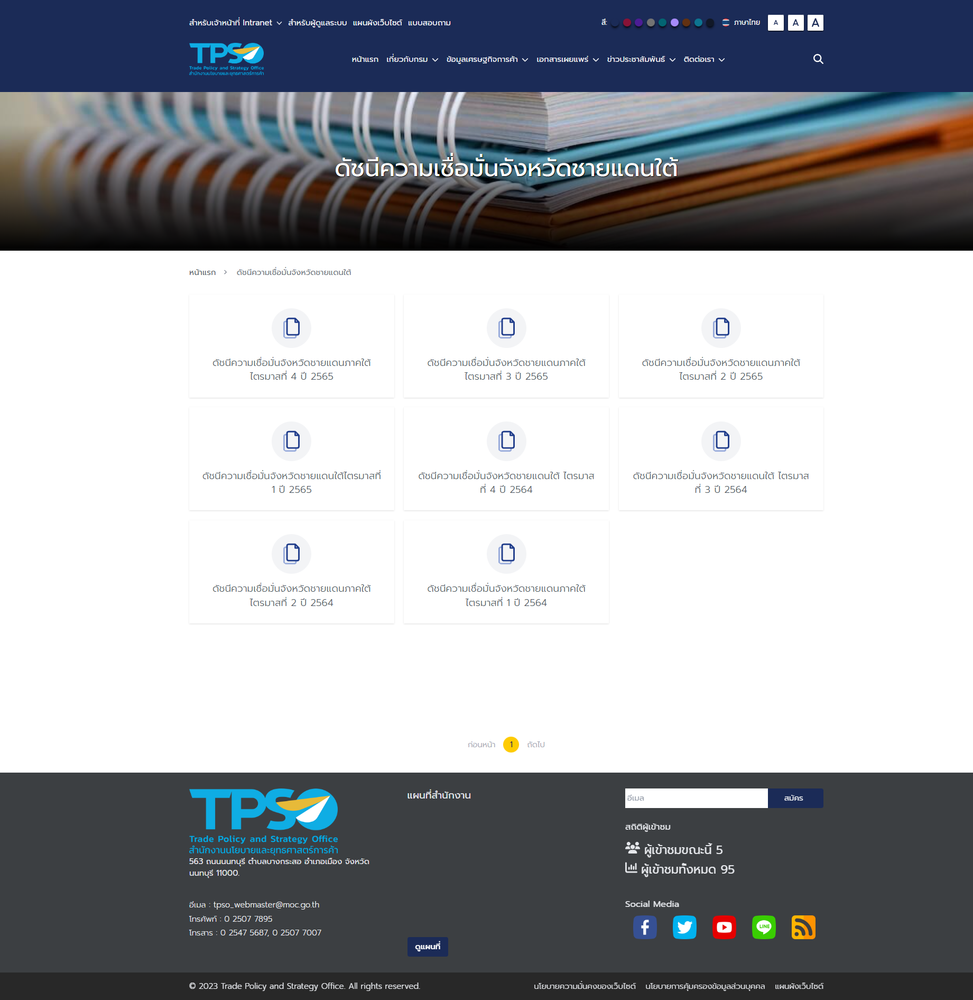 สำหรับเจ้าหน้าที่ Intranet สำหรับผู้ดูแลระบบ แผนผังเว็บไซต์ แบบสอบถาม
สี: ภาษาไทย A A A
TPSO
Trade Policy and Strategy Office
สำนักงานนโยบายและยุทธศาสตร์การค้า
หน้าแรก เกี่ยวกับกรม ข้อมูลเศรษฐกิจการค้า เอกสารเผยแพร่ ข่าวประชาสัมพันธ์ ติดต่อเรา
ดัชนีความเชื่อมั่นจังหวัดชายแดนใต้
หน้าแรก > ดัชนีความเชื่อมั่นจังหวัดชายแดนใต้
ดัชนีความเชื่อมั่นจังหวัดชายแดนภาคใต้
ไตรมาสที่ 4 ปี 2565
ดัชนีความเชื่อมั่นจังหวัดชายแดนภาคใต้
ไตรมาสที่ 3 ปี 2565
ดัชนีความเชื่อมั่นจังหวัดชายแดนภาคใต้
ไตรมาสที่ 2 ปี 2565
ดัชนีความเชื่อมั่นจังหวัดชายแดนใต้ไตรมาสที่
1 ปี 2565
ดัชนีความเชื่อมั่นจังหวัดชายแดนใต้ ไตรมาส
ที่ 4 ปี 2564
ดัชนีความเชื่อมั่นจังหวัดชายแดนใต้ ไตรมาส
ที่ 3 ปี 2564
ดัชนีความเชื่อมั่นจังหวัดชายแดนภาคใต้
ไตรมาสที่ 2 ปี 2564
ดัชนีความเชื่อมั่นจังหวัดชายแดนภาคใต้
ไตรมาสที่ 1 ปี 2564
ก่อนหน้า 1 ถัดไป
TPSO
Trade Policy and Strategy Office
สำนักงานนโยบายและยุทธศาสตร์การค้า
563 ถนนนนทบุรี ตำบลบางกระสอ อำเภอเมือง จังหวัด
นนทบุรี 11000.
อีเมล : tpso_webmaster@moc.go.th
โทรศัพท์ : 0 2507 7895
โทรสาร : 0 2547 5687, 0 2507 7007
แผนที่สำนักงาน
ดูแผนที่
อีเมล สมัคร
สถิติผู้เข้าชม
ผู้เข้าชมขณะนี้ 5
ผู้เข้าชมทั้งหมด 95
Social Media
LINE
© 2023 Trade Policy and Strategy Office. All rights reserved.
นโยบายความมั่นคงของเว็บไซต์ นโยบายการคุ้มครองข้อมูลส่วนบุคคล แผนผังเว็บไซต์